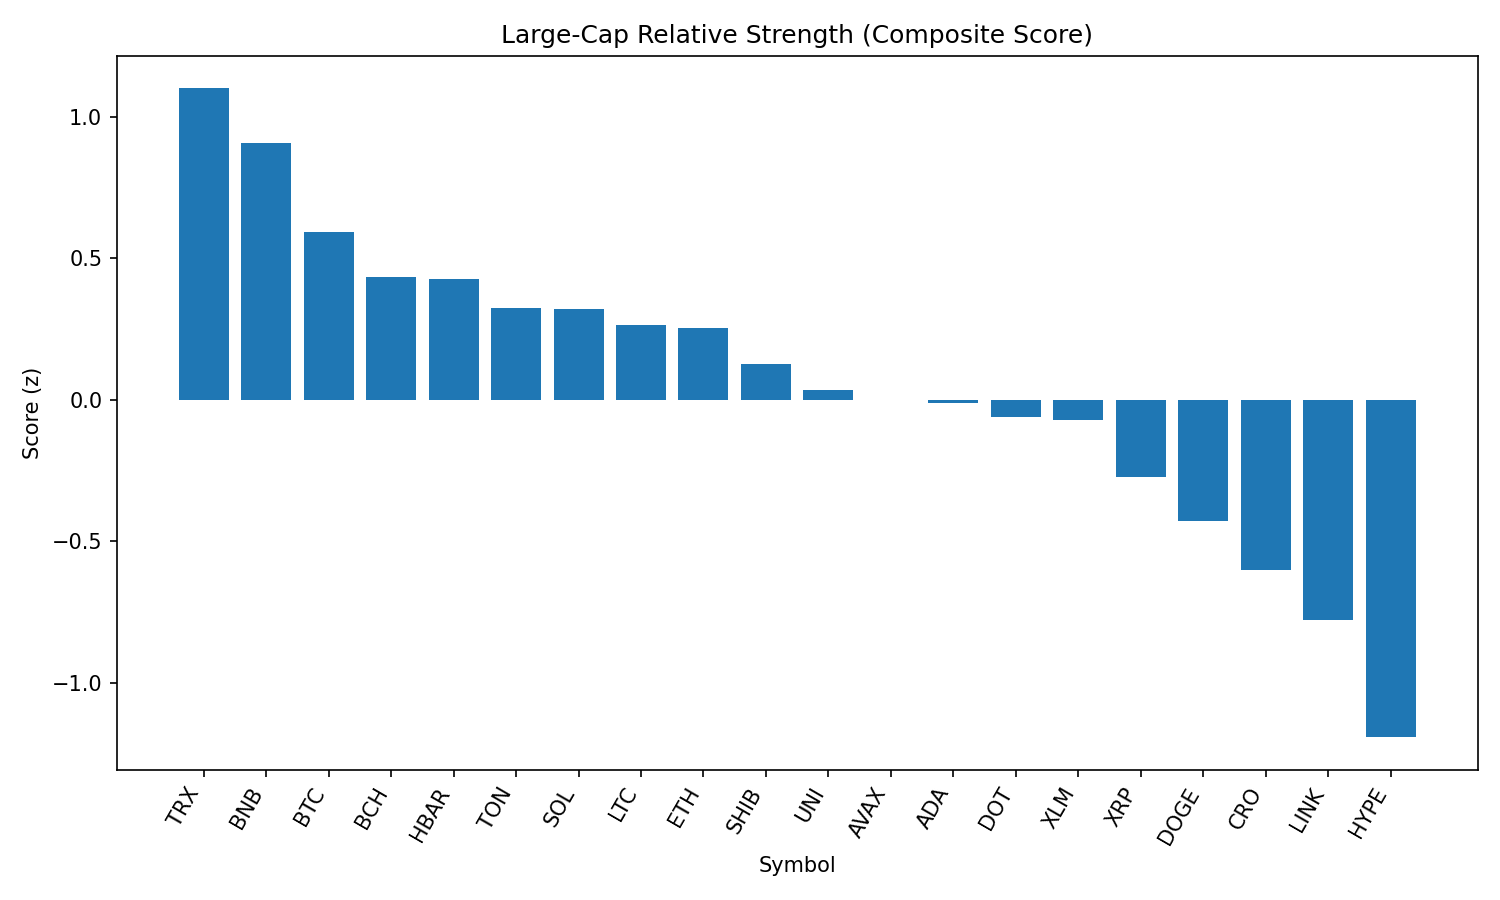 Large-Cap Relative Strength (Composite Score)
1.0
0.5
0.0
−0.5
−1.0
Score (z)
TRX
BNB
BTC
BCH
HBAR
TON
SOL
LTC
ETH
SHIB
UNI
AVAX
ADA
DOT
XLM
XRP
DOGE
CRO
LINK
HYPE
Symbol